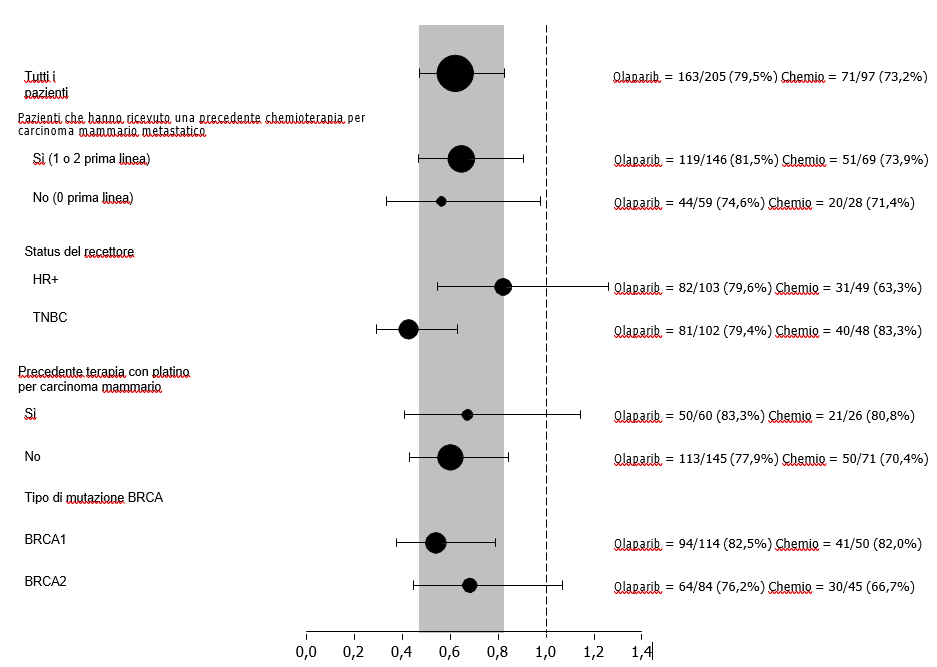 Tutti i
pazienti
Olaparib = 163/205 (79,5%) Chemio = 71/97 (73,2%)
Pazienti che hanno ricevuto una precedente chemioterapia per
carcinoma mammario metastatico
Sì (1 o 2 prima linea)
Olaparib = 119/146 (81,5%) Chemio = 51/69 (73,9%)
No (0 prima linea)
Olaparib = 44/59 (74,6%) Chemio = 20/28 (71,4%)
Status del recettore
HR+
Olaparib = 82/103 (79,6%) Chemio = 31/49 (63,3%)
TNBC
Olaparib = 81/102 (79,4%) Chemio = 40/48 (83,3%)
Precedente terapia con platino
per carcinoma mammario
Sì
Olaparib = 50/60 (83,3%) Chemio = 21/26 (80,8%)
No
Olaparib = 113/145 (77,9%) Chemio = 50/71 (70,4%)
Tipo di mutazione BRCA
BRCA1
Olaparib = 94/114 (82,5%) Chemio = 41/50 (82,0%)
BRCA2
Olaparib = 64/84 (76,2%) Chemio = 30/45 (66,7%)
0,0 0,2 0,4 0,6 0,8 1,0 1,2 1,4